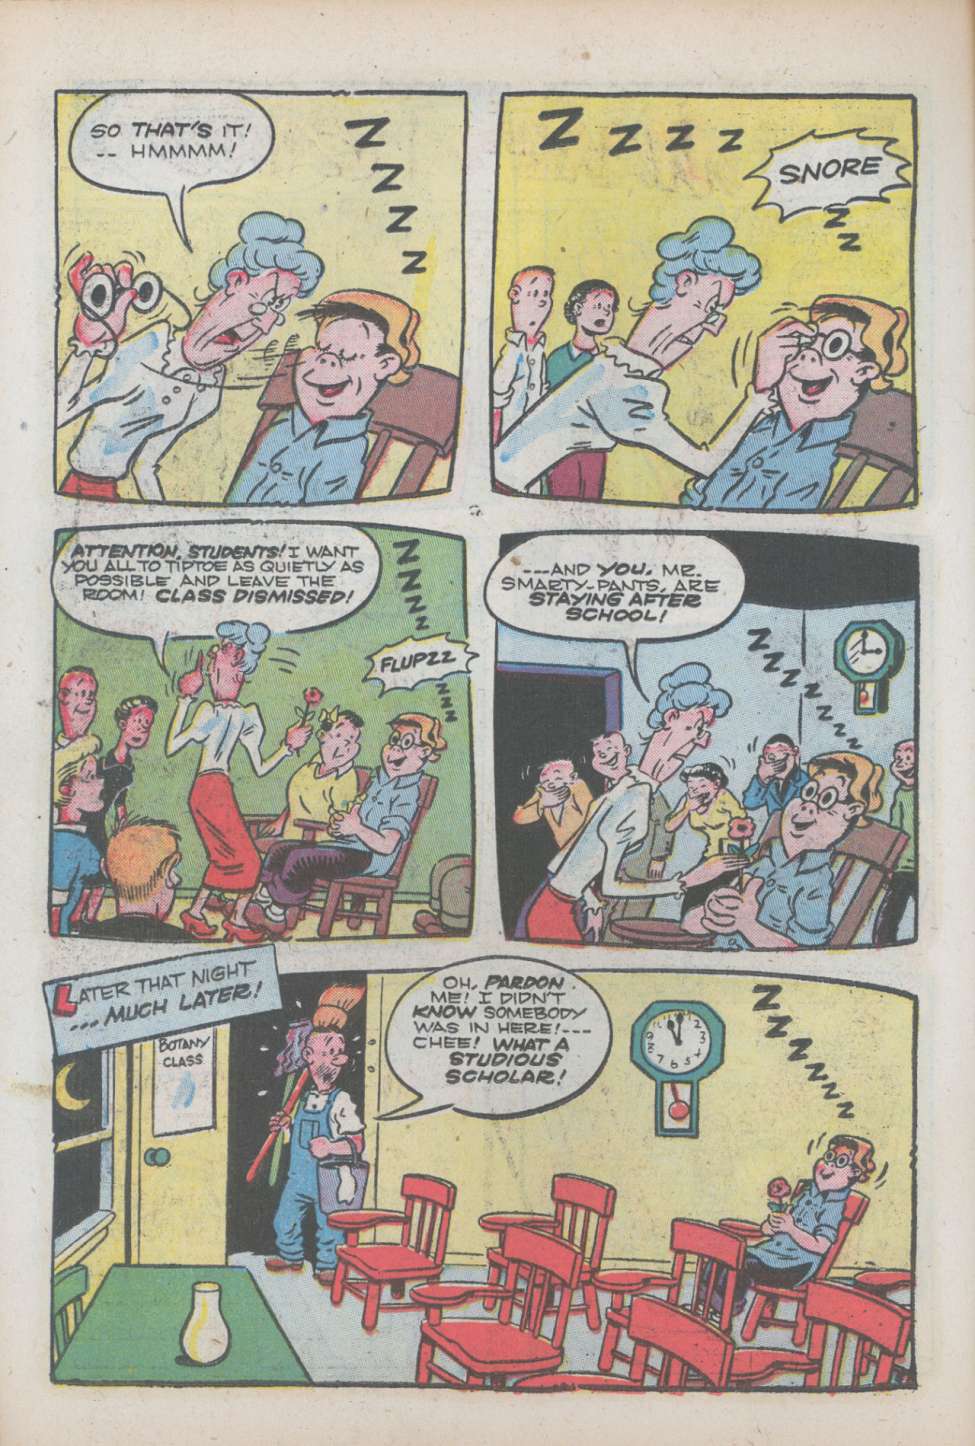 SO THAT'S IT!
-- HMMMM!
Z
Z
Z
Z
Z Z Z Z
SNORE
Z
Z
ATTENTION, STUDENTS! I WANT
YOU ALL TO TIPTOE AS QUIETLY AS
POSSIBLE AND LEAVE THE
ROOM! CLASS DISMISSED!
Z
Z
Z
Z
Z
FLUPZZ
Z
Z
Z
---AND YOU, MR.
SMARTY-PANTS, ARE
STAYING AFTER
SCHOOL!
Z
Z
Z
Z
Z
Z
Z
LATER THAT NIGHT
...MUCH LATER!
BOTANY
CLASS
OH, PARDON
ME! I DIDN'T
KNOW SOMEBODY
WAS IN HERE!---
CHEE! WHAT A
STUDIOUS
SCHOLAR!
Z
Z
Z
Z
Z
Z
Z
Z